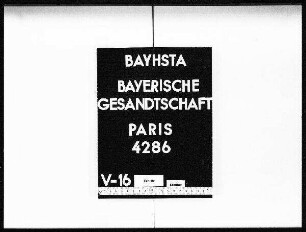 BAYHSTA
BAYERISCHE
GESANDTSCHAFT
PARIS
4286
V-16